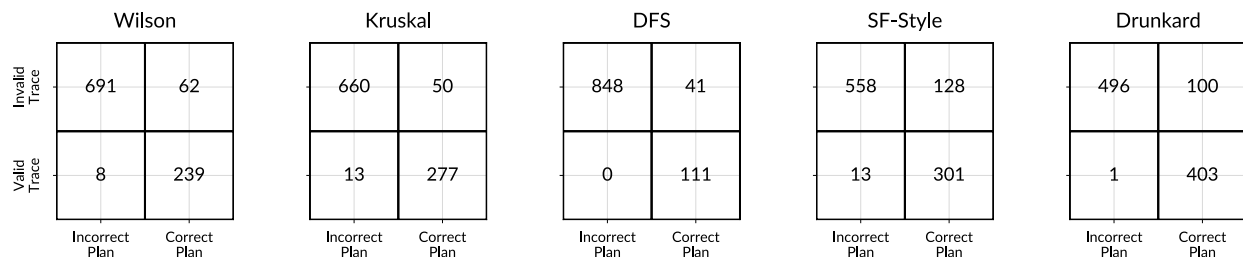 Wilson
Kruskal
DFS
SF-Style
Drunkard
Invalid
Trace
691
62
660
50
848
41
558
128
496
100
Valid
Trace
8
239
13
277
0
111
13
301
1
403
Incorrect
Plan
Correct
Plan
Incorrect
Plan
Correct
Plan
Incorrect
Plan
Correct
Plan
Incorrect
Plan
Correct
Plan
Incorrect
Plan
Correct
Plan